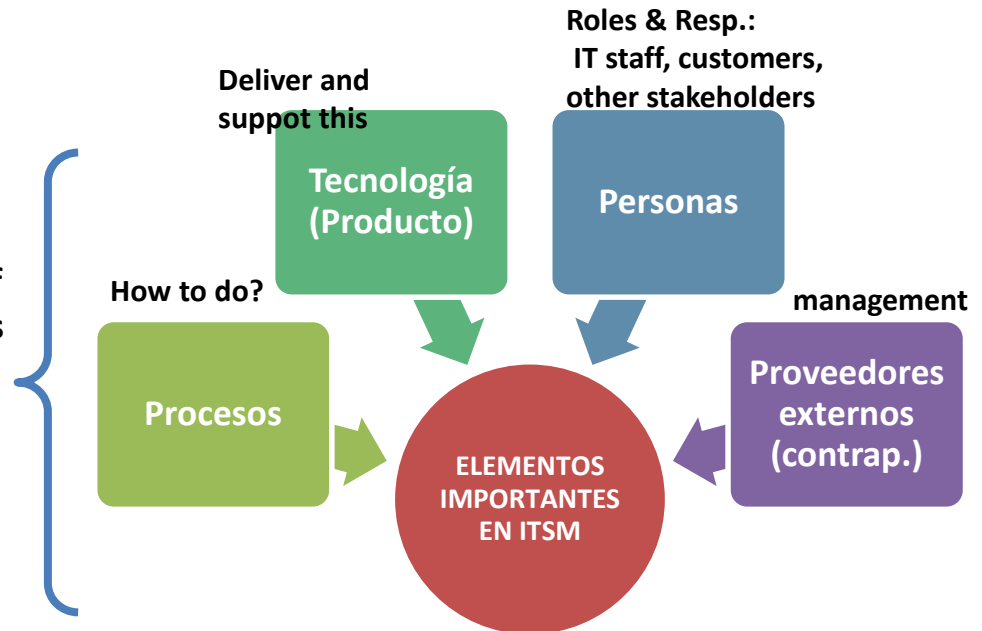 Roles & Resp.:
IT staff, customers,
other stakeholders
Deliver and
suppot this
Tecnología
(Producto)
Personas
How to do?
management
Procesos
Proveedores
externos
(contrap.)
ELEMENTOS
IMPORTANTES
EN ITSM